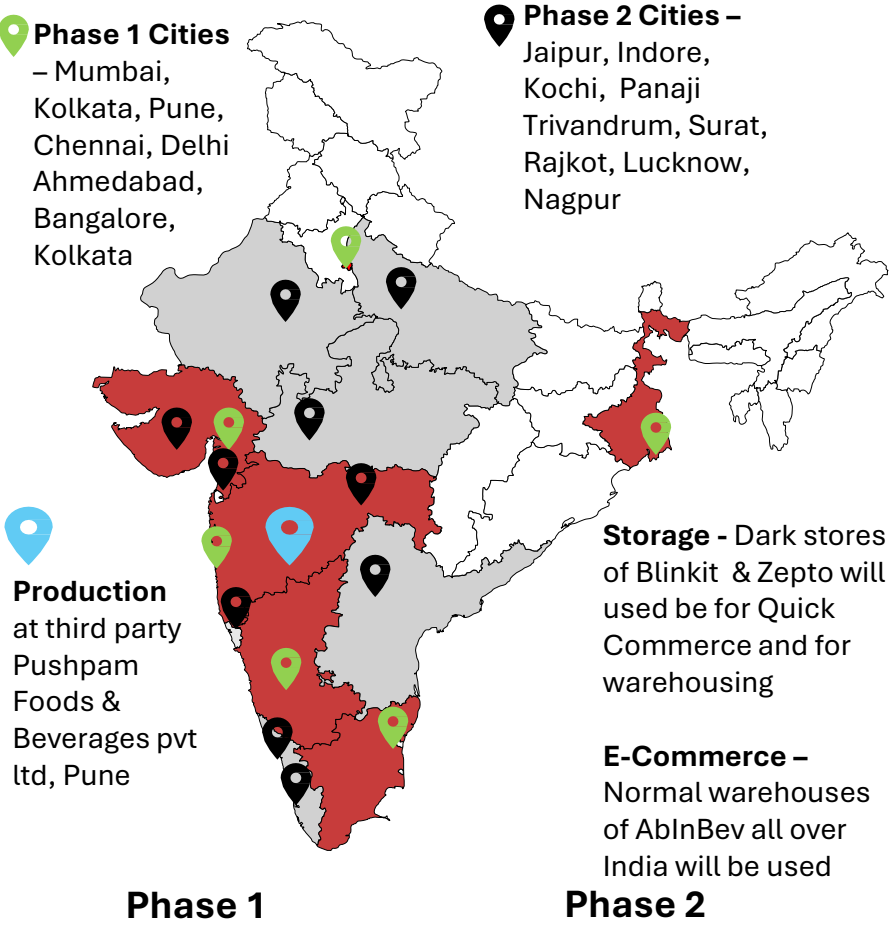 Phase 1 Cities
– Mumbai,
Kolkata, Pune,
Chennai, Delhi
Ahmedabad,
Bangalore,
Kolkata
Phase 2 Cities –
Jaipur, Indore,
Kochi, Panaji
Trivandrum, Surat,
Rajkot, Lucknow,
Nagpur
Production
at third party
Pushpam
Foods &
Beverages pvt
ltd, Pune
Storage - Dark stores
of Blinkit & Zepto will
used be for Quick
Commerce and for
warehousing
E-Commerce –
Normal warehouses
of AbInBev all over
India will be used
Phase 1
Phase 2